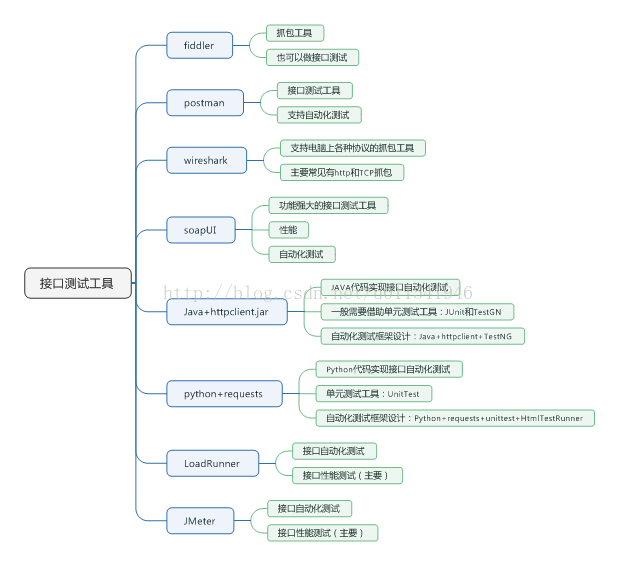 接口测试工具
fiddler
抓包工具
也可以做接口测试
postman
接口测试工具
支持自动化测试
wireshark
支持电脑上各种协议的抓包工具
主要常见有http和TCP抓包
soapUI
功能强大的接口测试工具
性能
自动化测试
Java+httpclient.jar
JAVA代码实现接口自动化测试
一般需要借助单元测试工具：JUnit和TestGN
自动化测试框架设计：Java+httpclient+TestNG
python+requests
Python代码实现接口自动化测试
单元测试工具：UnitTest
自动化测试框架设计：Python+requests+unittest+HtmlTestRunner
LoadRunner
接口自动化测试
接口性能测试（主要）
JMeter
接口自动化测试
接口性能测试（主要）